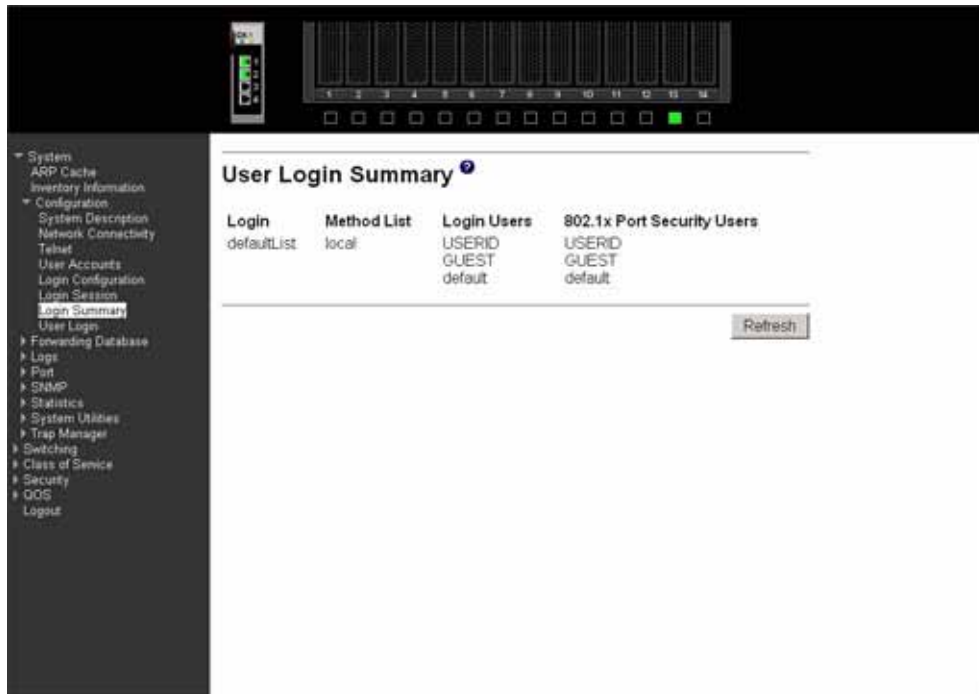 1 2 3 4 5 6 7 8 9 10 11 12 13 14
System
ARP Cache
Inventory Information
Configuration
System Description
Network Connectivity
Telnet
User Accounts
Login Configuration
Login Session
Login Summary
User Login
Forwarding Database
Logs
Port
SNMP
Statistics
System Utilities
Trap Manager
Switching
Class of Service
Security
QOS
Logout
User Login Summary ?
Login Method List Login Users 802.1x Port Security Users
defaultList local USERID USERID
GUEST GUEST
default default
Refresh